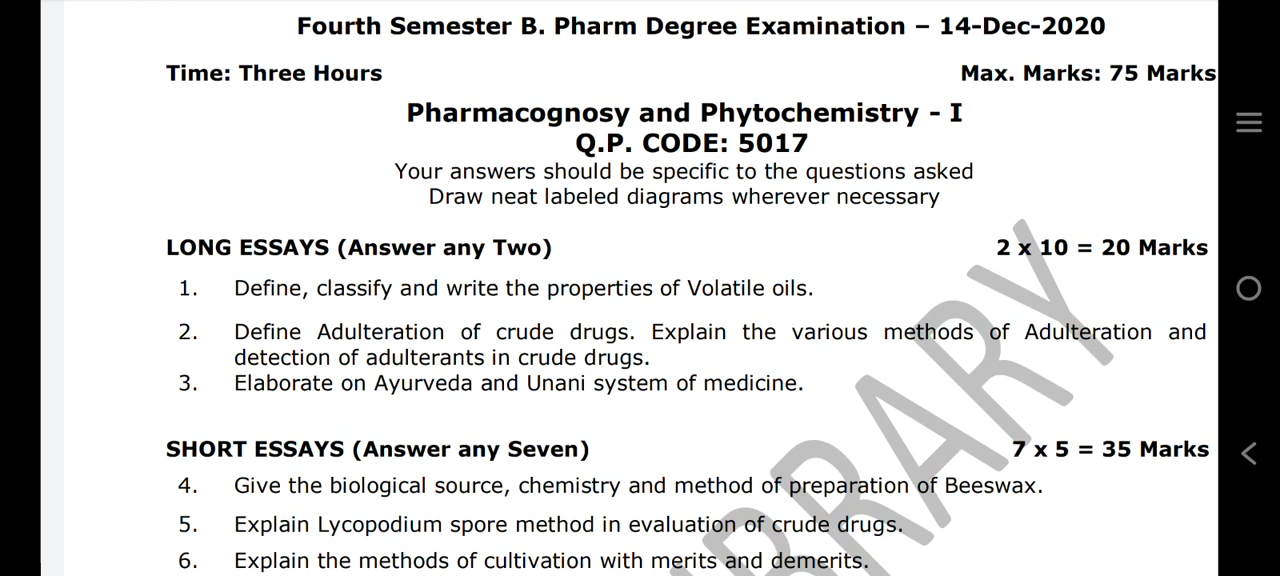 Fourth Semester B. Pharm Degree Examination – 14-Dec-2020
Time: Three Hours Max. Marks: 75 Marks
Pharmacognosy and Phytochemistry - I
Q.P. CODE: 5017
Your answers should be specific to the questions asked
Draw neat labeled diagrams wherever necessary
LONG ESSAYS (Answer any Two) 2 x 10 = 20 Marks
1. Define, classify and write the properties of Volatile oils.
2. Define Adulteration of crude drugs. Explain the various methods of Adulteration and
detection of adulterants in crude drugs.
3. Elaborate on Ayurveda and Unani system of medicine.
SHORT ESSAYS (Answer any Seven) 7 x 5 = 35 Marks
4. Give the biological source, chemistry and method of preparation of Beeswax.
5. Explain Lycopodium spore method in evaluation of crude drugs.
6. Explain the methods of cultivation with merits and demerits.
BRARY